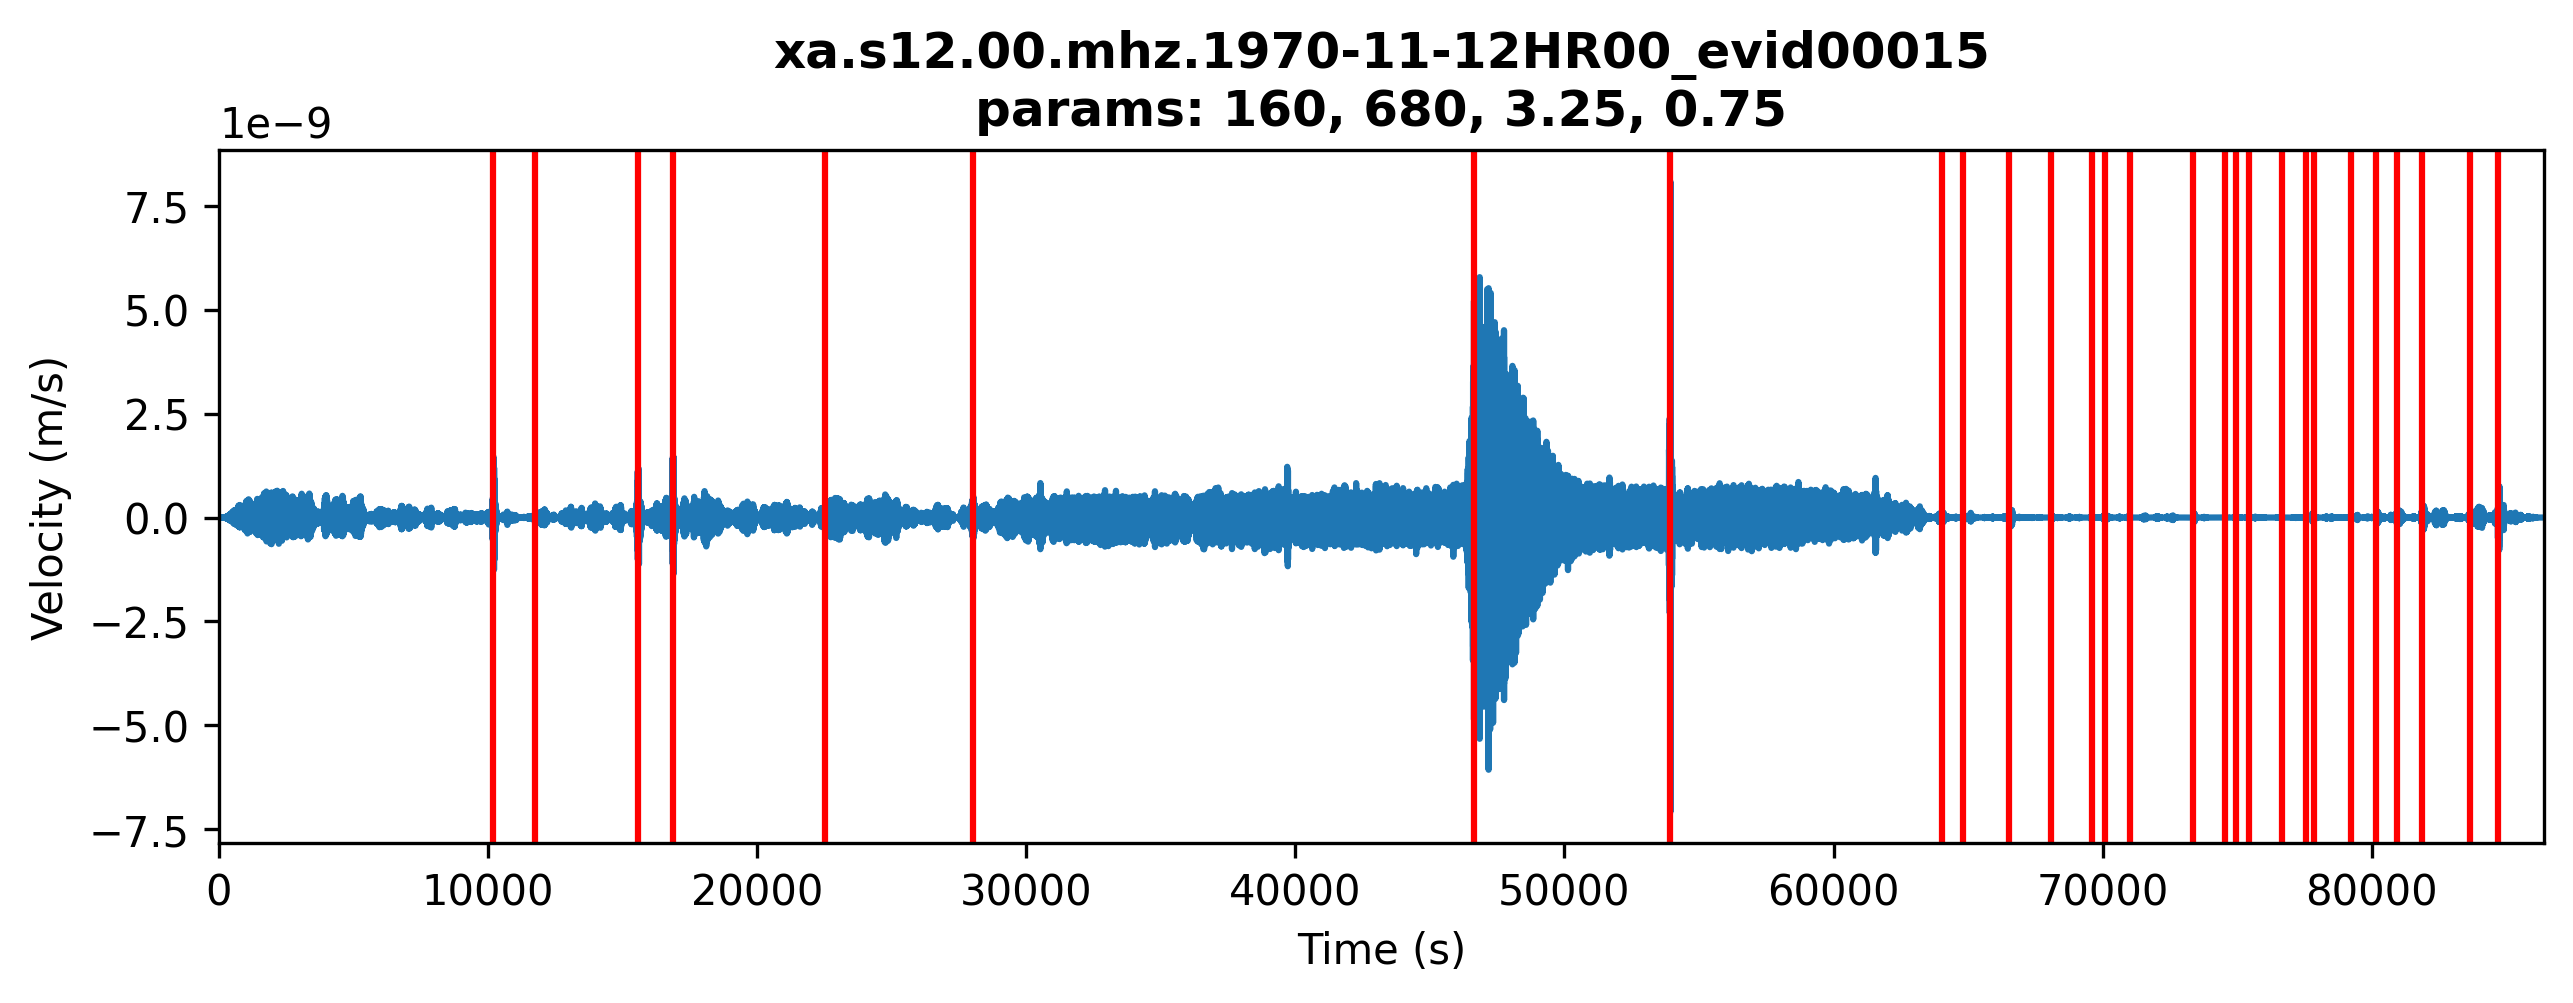 xa.s12.00.mhz.1970-11-12HR00_evid00015
params: 160, 680, 3.25, 0.75
1e−9
7.5
5.0
2.5
0.0
−2.5
−5.0
−7.5
Velocity (m/s)
0 10000 20000 30000 40000 50000 60000 70000 80000
Time (s)